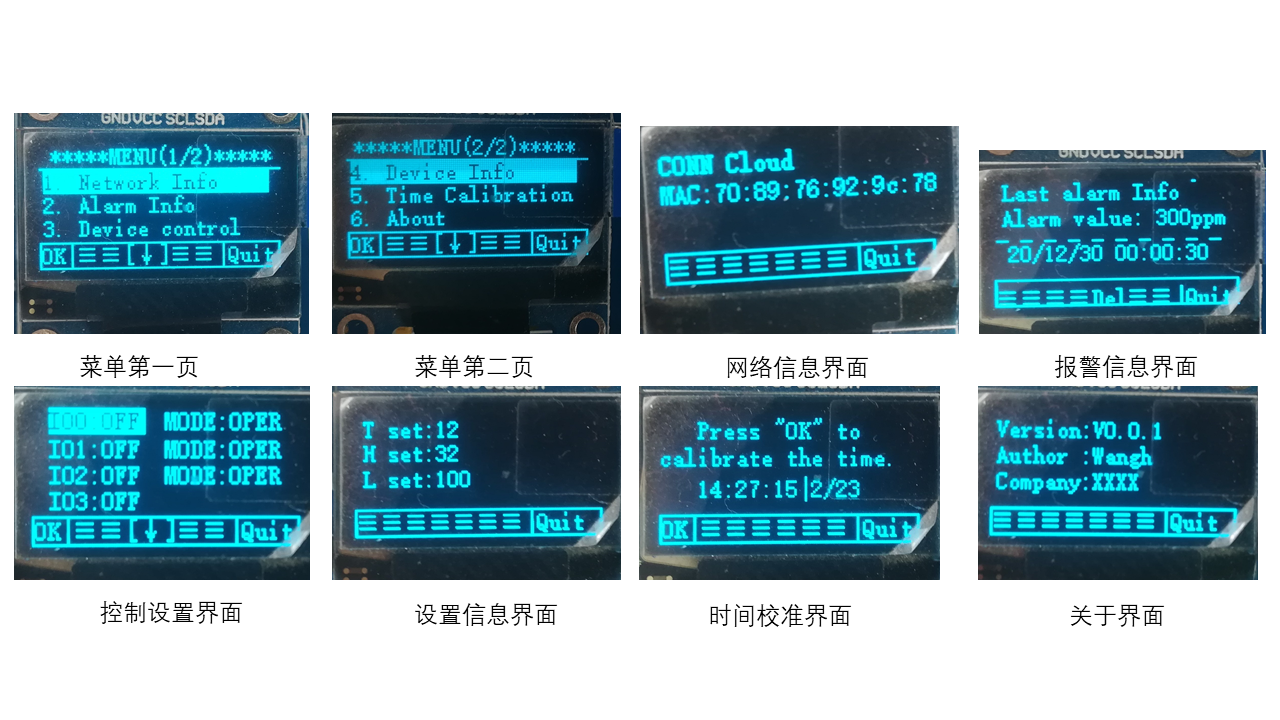 GNDVCC SCLSDA
*****MENU(1/2)*****
1. Network Info
2. Alarm Info
3. Device control
OK [↓] Quit
菜单第一页
*****MENU(2/2)*****
4. Device Info
5. Time Calibration
6. About
OK [↓] Quit
菜单第二页
CONN Cloud
MAC:70:89:76:92:9c:78
Quit
网络信息界面
GNDVCC SCLSDA
Last alarm Info
Alarm value: 300ppm
20/12/30 00:00:30
Del Quit
报警信息界面
IO0:OFF MODE:OPER
IO1:OFF MODE:OPER
IO2:OFF MODE:OPER
IO3:OFF
OK [↓] Quit
控制设置界面
T set:12
H set:32
L set:100
Quit
设置信息界面
Press "OK" to
calibrate the time.
14:27:15|2/23
OK Quit
时间校准界面
Version:V0.0.1
Author :Wangh
Company:XXXX
Quit
关于界面